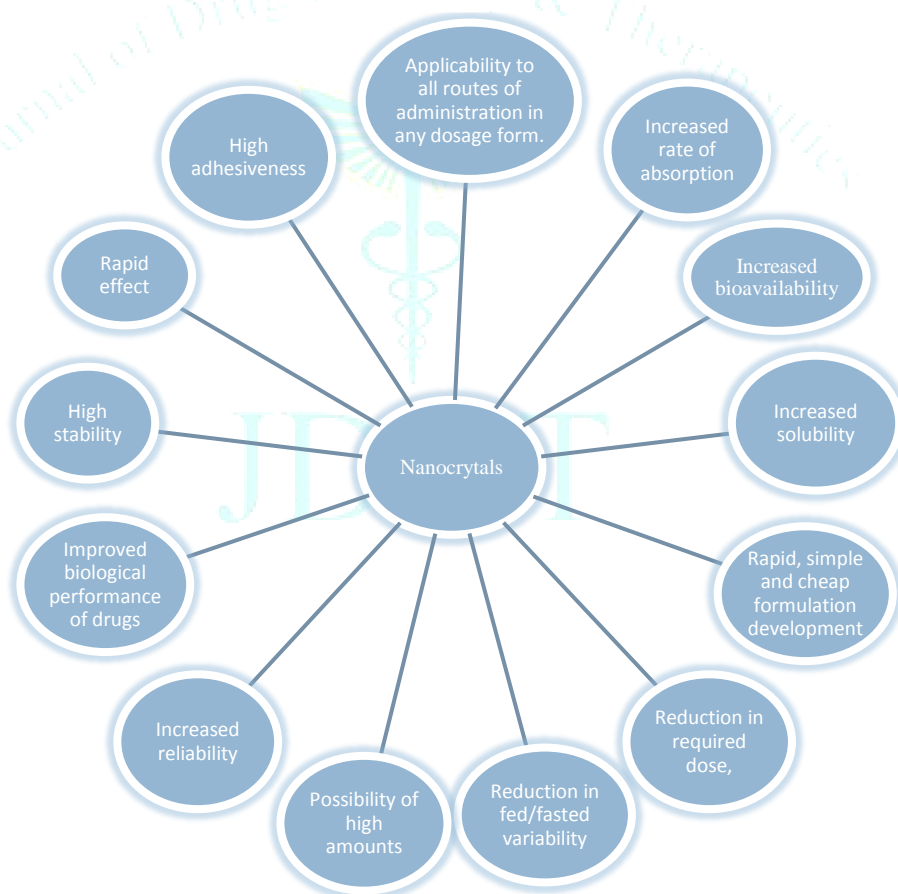 Applicability to
all routes of
administration in
any dosage form.
Increased
rate of
absorption
Increased
bioavailability
Increased
solubility
Rapid, simple
and cheap
formulation
development
Reduction in
required
dose,
Reduction in
fed/fasted
variability
Possibility of
high
amounts
Increased
reliability
Improved
biological
performance
of drugs
High
stability
Rapid
effect
High
adhesiveness
Nanocrytals